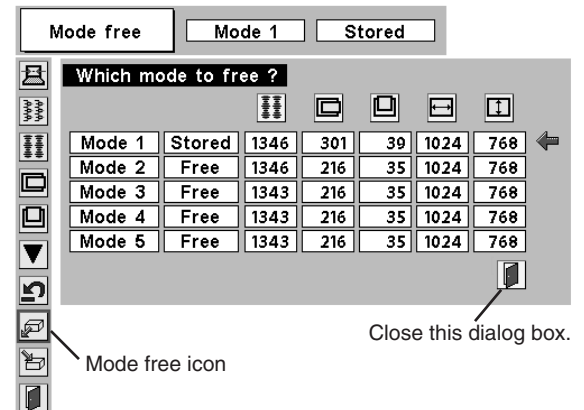 Mode free Mode 1 Stored
Which mode to free ?
Mode 1 Stored 1346 301 39 1024 768
Mode 2 Free 1346 216 35 1024 768
Mode 3 Free 1343 216 35 1024 768
Mode 4 Free 1343 216 35 1024 768
Mode 5 Free 1343 216 35 1024 768
Close this dialog box.
Mode free icon